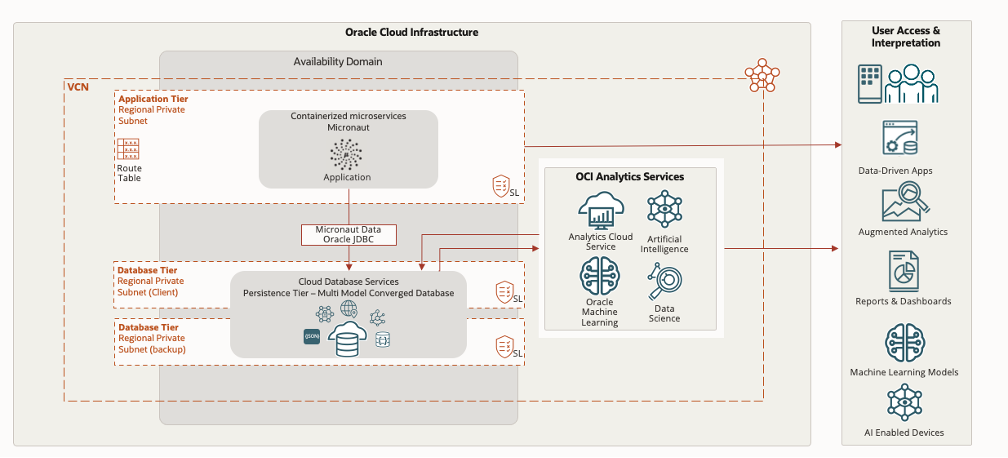 Oracle Cloud Infrastructure
Availability Domain
VCN
Application Tier
Regional Private
Subnet
Route
Table
Containerized microservices
Micronaut
Application
SL
Micronaut Data
Oracle JDBC
Database Tier
Regional Private
Subnet (Client)
Cloud Database Services
Persistence Tier – Multi Model Converged Database
{JSON}
SL
Database Tier
Regional Private
Subnet (backup)
SL
OCI Analytics Services
Analytics Cloud
Service
Artificial
Intelligence
Oracle
Machine
Learning
Data
Science
User Access &
Interpretation
Data-Driven Apps
Augmented Analytics
Reports & Dashboards
Machine Learning Models
AI Enabled Devices